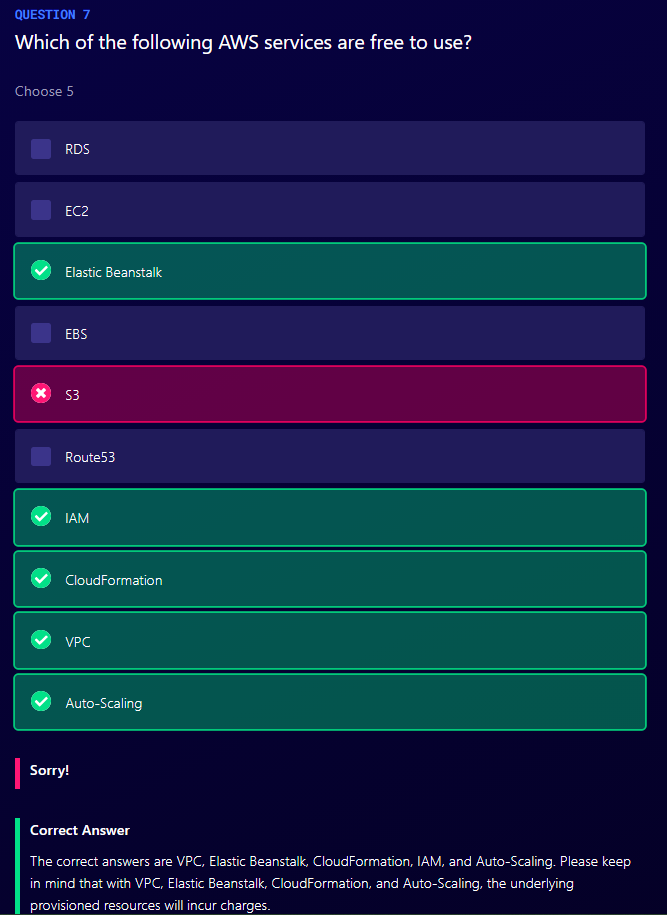 QUESTION 7
Which of the following AWS services are free to use?
Choose 5
RDS
EC2
Elastic Beanstalk
EBS
S3
Route53
IAM
CloudFormation
VPC
Auto-Scaling
Sorry!
Correct Answer
The correct answers are VPC, Elastic Beanstalk, CloudFormation, IAM, and Auto-Scaling. Please keep
in mind that with VPC, Elastic Beanstalk, CloudFormation, and Auto-Scaling, the underlying
provisioned resources will incur charges.